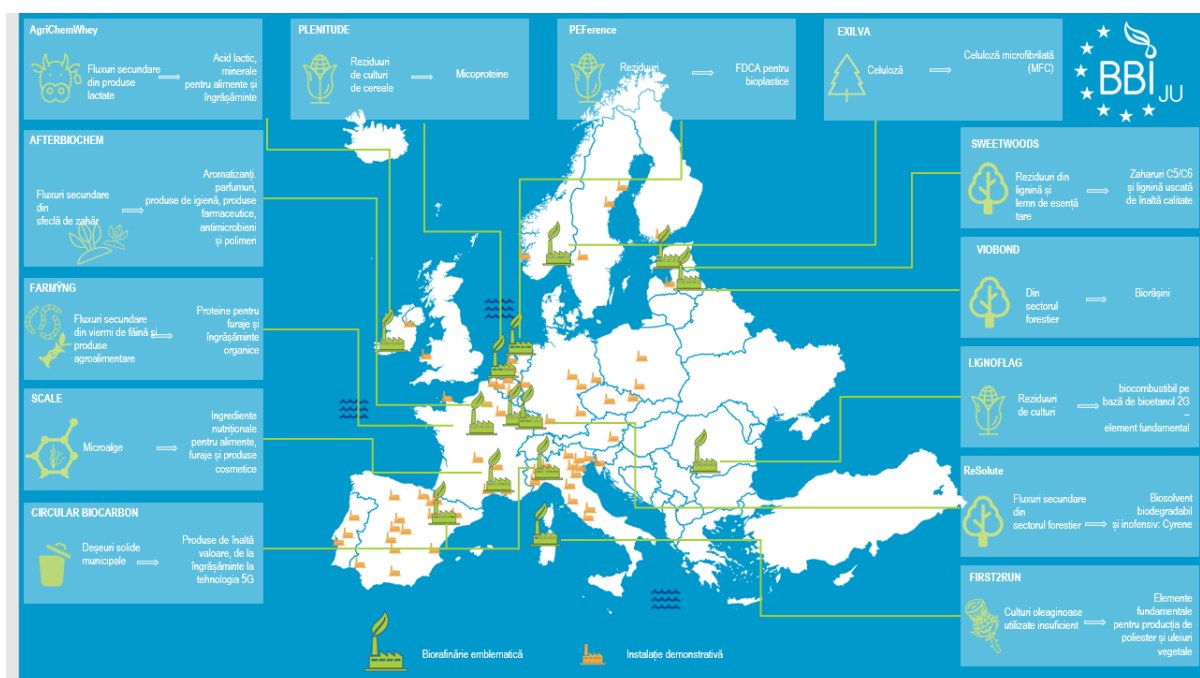 AgriChemWhey
Fluxuri secundare
din produse
lactate
Acid lactic,
minerale
pentru alimente și
îngrășăminte
PLENITUDE
Reziduuri
de culturi
de cereale
Micoproteine
PEFerence
Reziduuri
FDCA pentru
bioplastice
EXILVA
Celuloză
Celuloză microfibrilată
(MFC)
BBI JU
AFTERBIOCHEM
Fluxuri secundare
din
sfeclă de zahăr
Aromatizanți.
parfumuri,
produse de igienă, produse
farmaceutice,
antimicrobieni
și polimeri
FARMŸNG
Fluxuri secundare
din viermi de făină și
produse
agroalimentare
Proteine pentru
furaje și
îngrășăminte
organice
SCALE
Microalge
Ingrediente
nutriționale
pentru alimente,
furaje și produse
cosmetice
CIRCULAR BIOCARBON
Deșeuri solide
municipale
Produse de înaltă
valoare, de la
îngrășăminte la
tehnologia 5G
SWEETWOODS
Reziduuri din
lignină și
lemn de esență
tare
Zaharuri C5/C6
și lignină uscată
de înaltă calitate
VIOBOND
Din
sectorul
forestier
Biorășini
LIGNOFLAG
Reziduuri
de culturi
biocombustibil pe
bază de bioetanol 2G
–
element fundamental
ReSolute
Fluxuri secundare
din
sectorul forestier
Biosolvent
biodegradabil
și inofensiv: Cyrene
FIRST2RUN
Culturi oleaginoase
utilizate insuficient
Elemente
fundamentale
pentru producția de
poliester și uleiuri
vegetale
Biorafinărie emblematică
Instalație demonstrativă